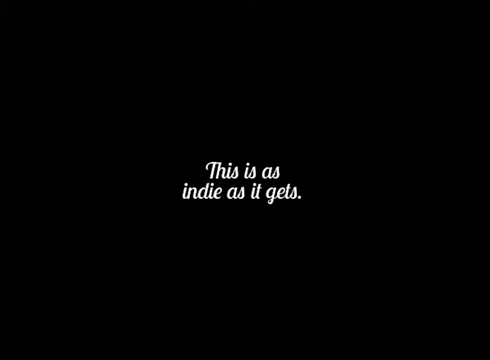 This is as
indie as it gets.